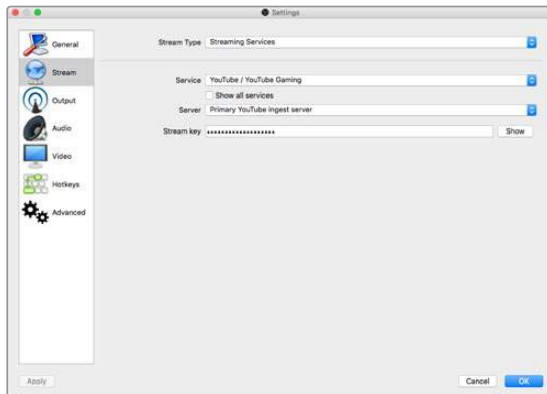 Settings
General
Stream
Output
Audio
Video
Hotkeys
Advanced
Stream Type Streaming Services
Service YouTube / YouTube Gaming
Show all services
Server Primary YouTube ingest server
Stream key •••••••••••••••••••
Show
Apply
Cancel
OK